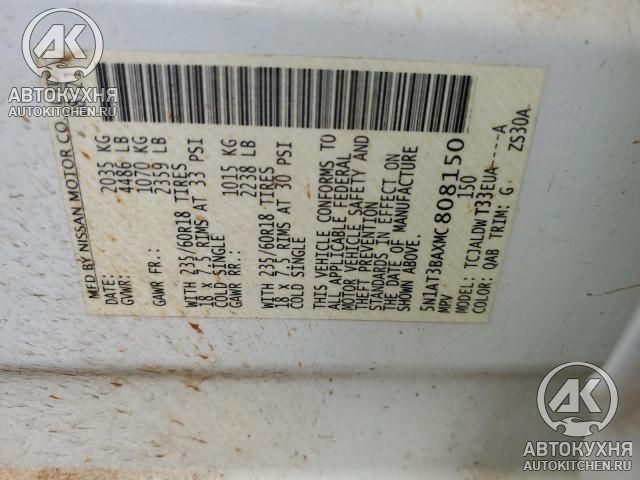 АВТОКУХНЯ
AUTOKITCHEN.RU
MFD BY NISSAN MOTOR CO
DATE:
GVWR: 2035 KG
4486 LB
GAWR FR.: 1070 KG
2359 LB
WITH 235/60R18 TIRES
18 x 7.5 RIMS AT 33 PSI
COLD SINGLE
GAWR RR.: 1015 KG
2238 LB
WITH 235/60R18 TIRES
18 x 7.5 RIMS AT 30 PSI
COLD SINGLE
THIS VEHICLE CONFORMS TO
ALL APPLICABLE FEDERAL
MOTOR VEHICLE SAFETY AND
THEFT PREVENTION
STANDARDS IN EFFECT ON
THE DATE OF MANUFACTURE
SHOWN ABOVE.
5N1AT3BAXMC808150
MPV 150
MODEL: TCJALDWT33EUA----A
COLOR: QAB TRIM: G ZS30A
АК
АВТОКУХНЯ
AUTOKITCHEN.RU